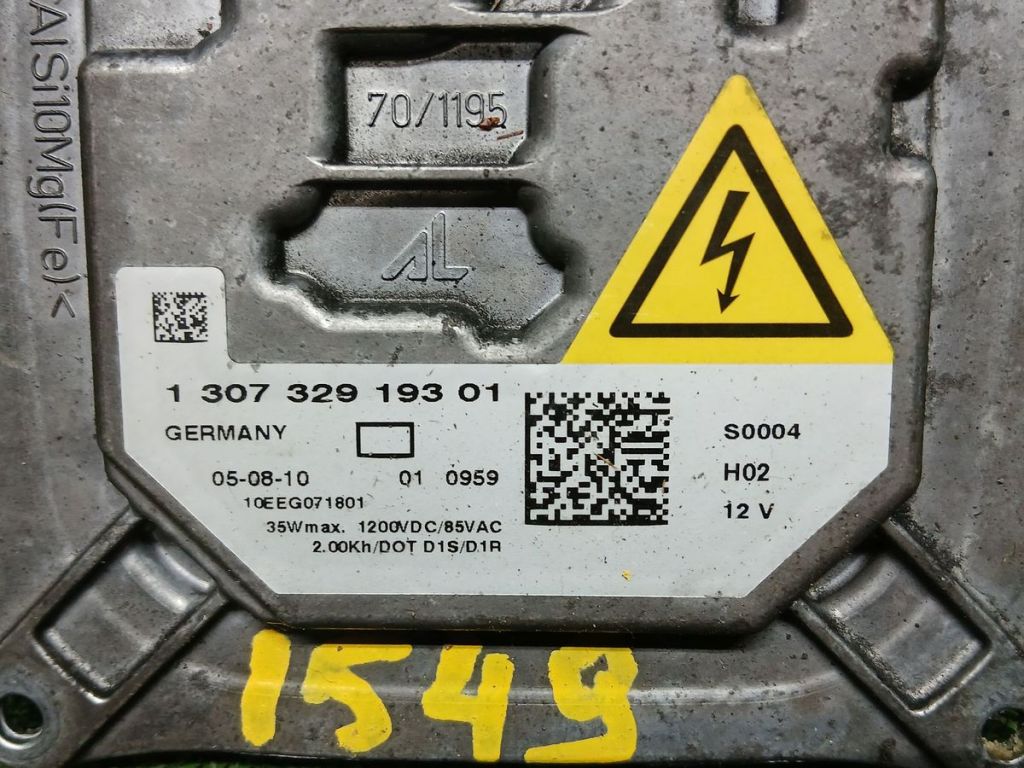 AlSi10Mg(Fe)<
70/1195
AL
1 307 329 193 01
GERMANY
05-08-10 01 0959
10EEG071801
35Wmax. 1200VDC/85VAC
2.00Kh/DOT D1S/D1R
S0004
H02
12 V
1549